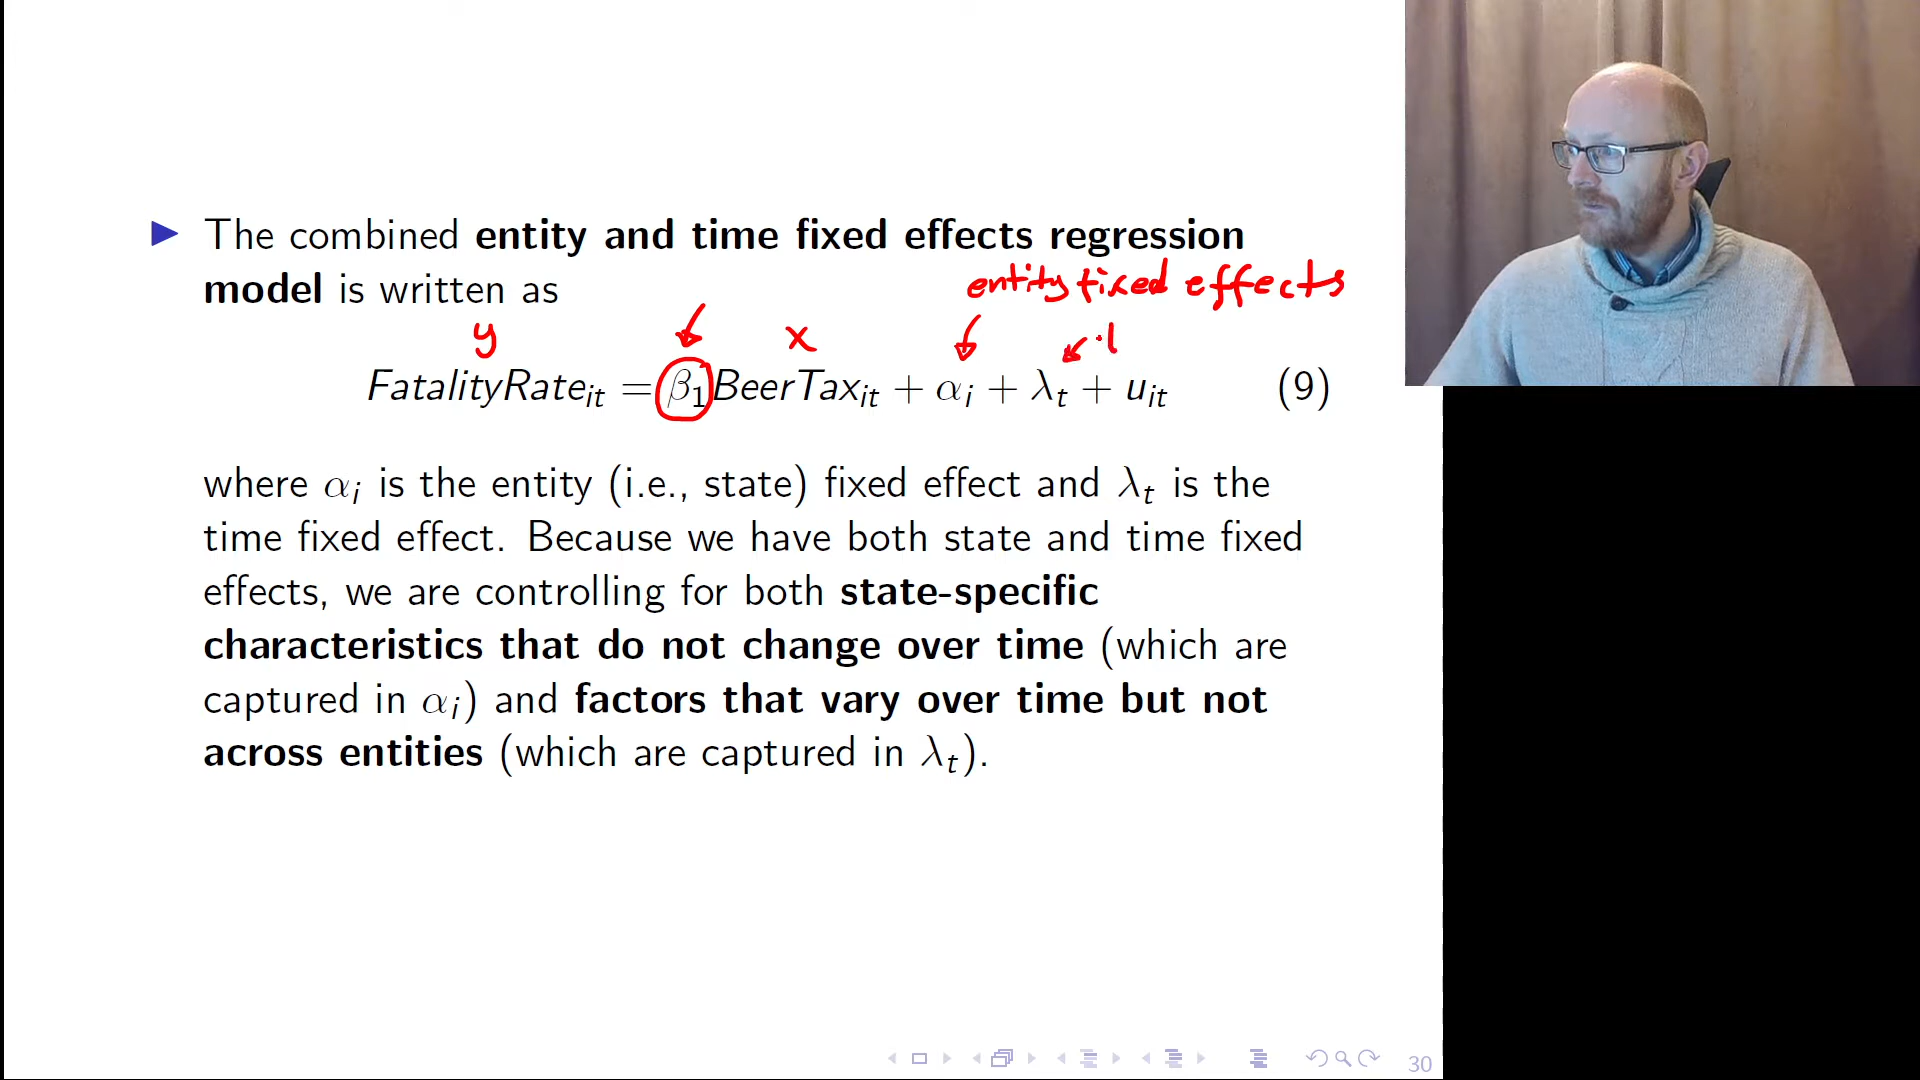 The combined entity and time fixed effects regression
model is written as
entity fixed effects
y x
FatalityRate_it = β_1 BeerTax_it + α_i + λ_t + u_it (9)
where α_i is the entity (i.e., state) fixed effect and λ_t is the
time fixed effect. Because we have both state and time fixed
effects, we are controlling for both state-specific
characteristics that do not change over time (which are
captured in α_i) and factors that vary over time but not
across entities (which are captured in λ_t).
30